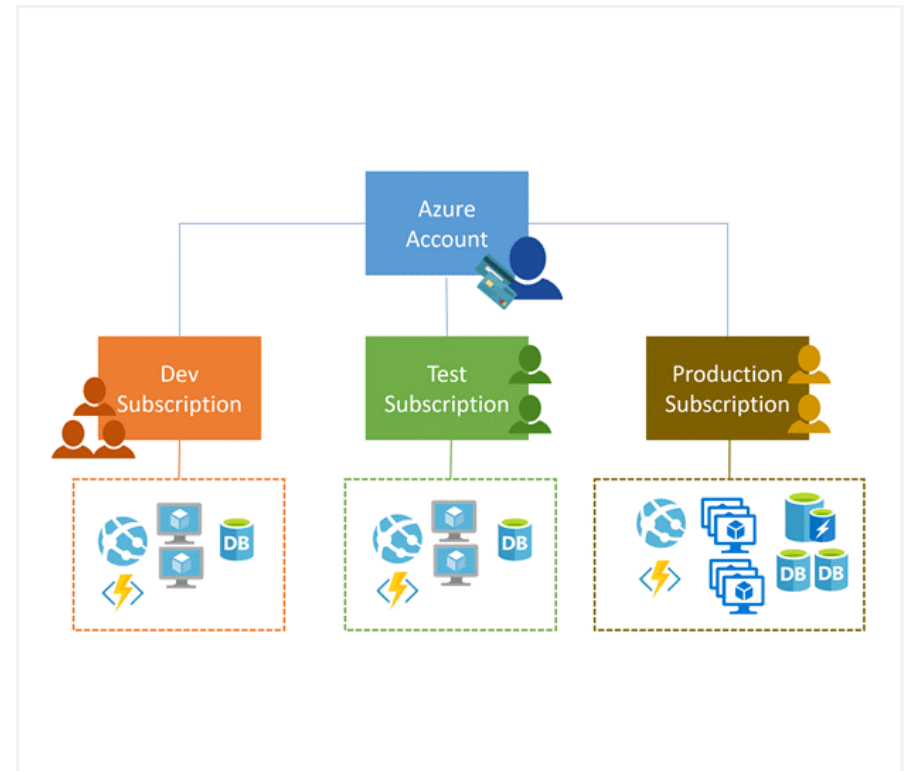 Azure
Account
Dev
Subscription
Test
Subscription
Production
Subscription
DB
DB
DB
DB